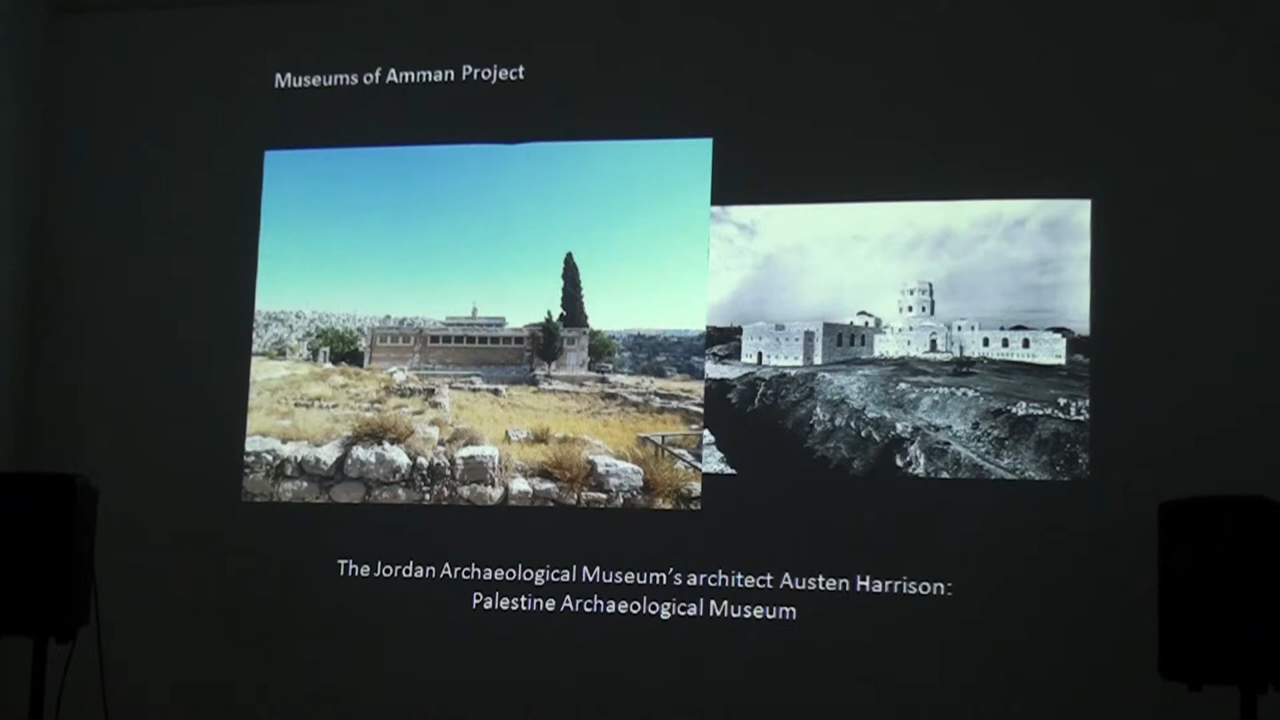 Museums of Amman Project
The Jordan Archaeological Museum's architect Austen Harrison:
Palestine Archaeological Museum